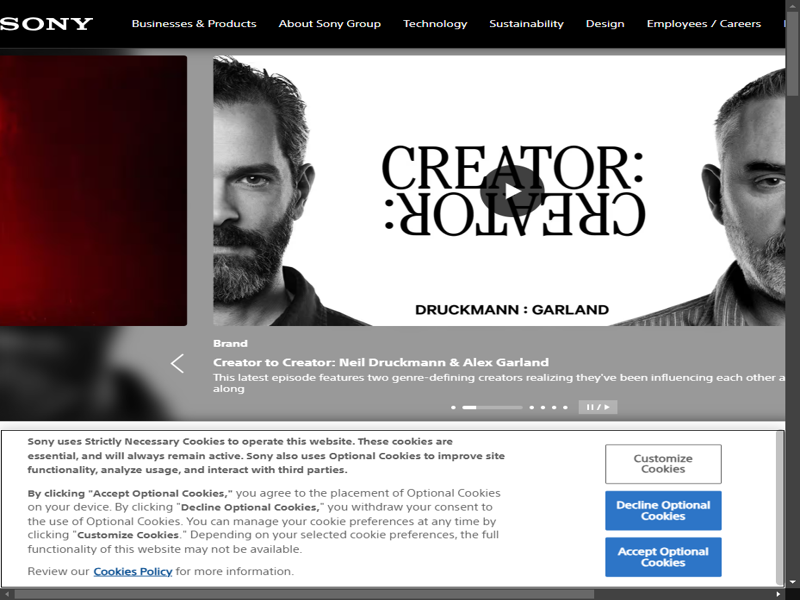 SONY
Businesses & Products
About Sony Group
Technology
Sustainability
Design
Employees / Careers
CREATOR:
CREATOR:
DRUCKMANN : GARLAND
Brand
Creator to Creator: Neil Druckmann & Alex Garland
This latest episode features two genre-defining creators realizing they've been influencing each other a
along
Sony uses Strictly Necessary Cookies to operate this website. These cookies are
essential, and will always remain active. Sony also uses Optional Cookies to improve site
functionality, analyze usage, and interact with third parties.
By clicking "Accept Optional Cookies," you agree to the placement of Optional Cookies
on your device. By clicking "Decline Optional Cookies," you withdraw your consent to
the use of Optional Cookies. You can manage your cookie preferences at any time by
clicking "Customize Cookies." Depending on your selected cookie preferences, the full
functionality of this website may not be available.
Review our Cookies Policy for more information.
Customize
Cookies
Decline Optional
Cookies
Accept Optional
Cookies